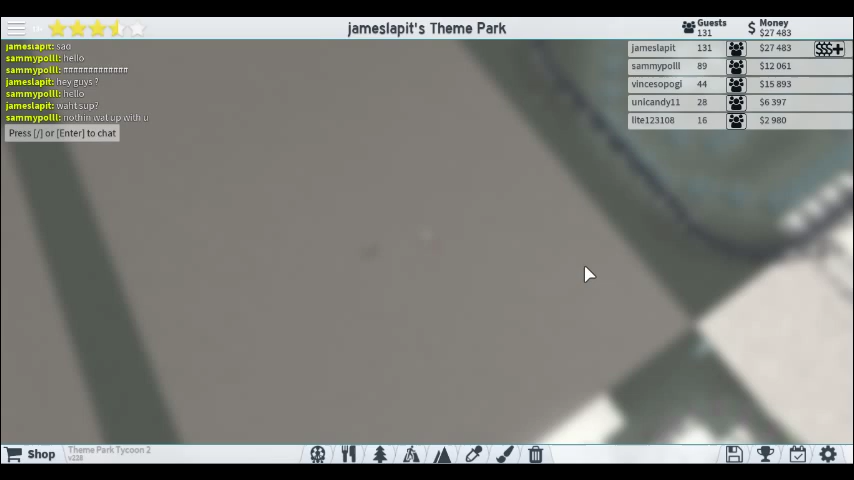 jameslapit's Theme Park
Guests
131
Money
$27 483
jameslapit: sad
sammypolll: hello
sammypolll: #############
jameslapit: hey guys ?
sammypolll: hello
jameslapit: waht sup?
sammypolll: nothin wat up with u
Press [/] or [Enter] to chat
jameslapit 131 $27 483 $$$+
sammypolll 89 $12 061
vincesopogi 44 $15 893
unicandy11 28 $6 397
lite123108 16 $2 980
Shop
Theme Park Tycoon 2
v228